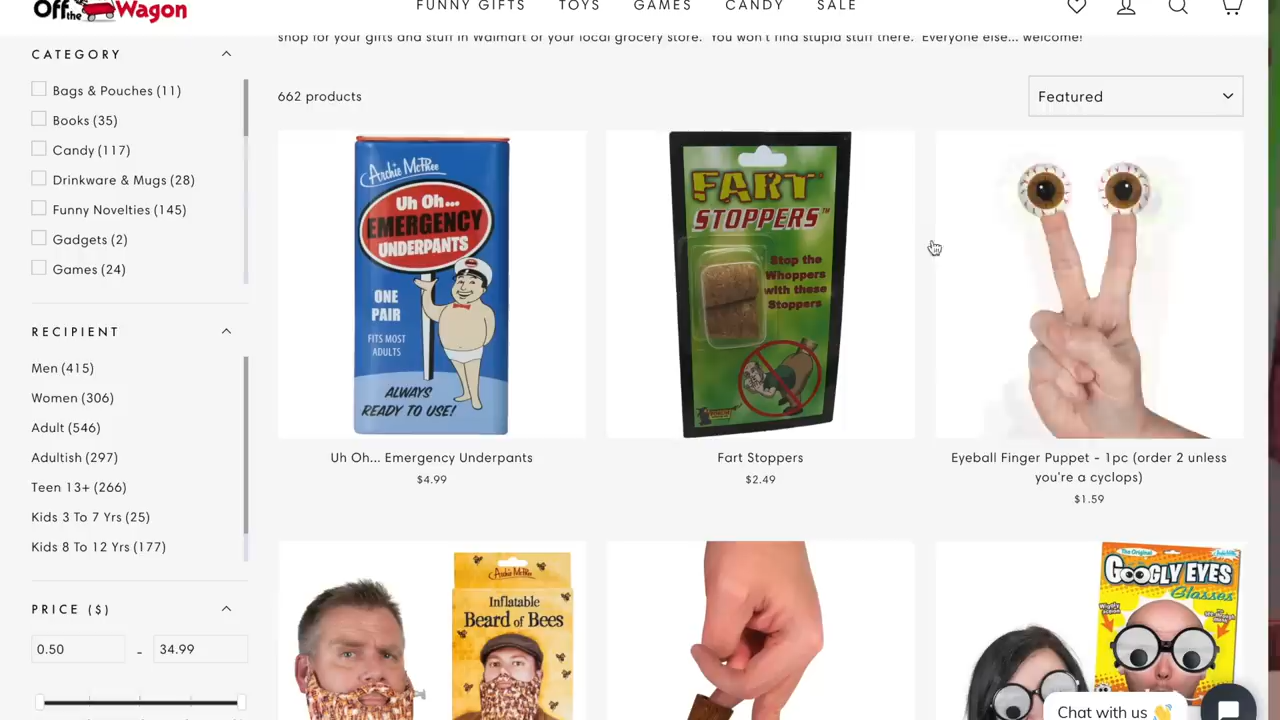 Off the Wagon
FUNNY GIFTS TOYS GAMES CANDY SALE
shop for your gifts and stuff in Walmart or your local grocery store. You won't find stupid stuff there. Everyone else... welcome!
CATEGORY
Bags & Pouches (11)
Books (35)
Candy (117)
Drinkware & Mugs (28)
Funny Novelties (145)
Gadgets (2)
Games (24)
RECIPIENT
Men (415)
Women (306)
Adult (546)
Adultish (297)
Teen 13+ (266)
Kids 3 To 7 Yrs (25)
Kids 8 To 12 Yrs (177)
PRICE ($)
0.50 - 34.99
662 products
Featured
Archie McPhee
Uh Oh...
EMERGENCY
UNDERPANTS
ONE
PAIR
FITS MOST
ADULTS
ALWAYS
READY TO USE!
FART
STOPPERS™
Stop the
Whoppers
with these
Stoppers
Uh Oh... Emergency Underpants
$4.99
Fart Stoppers
$2.49
Eyeball Finger Puppet - 1pc (order 2 unless
you're a cyclops)
$1.59
Archie McPhee
Inflatable
Beard of Bees
The Original
GOOGLY EYES
Glasses
Chat with us 👋